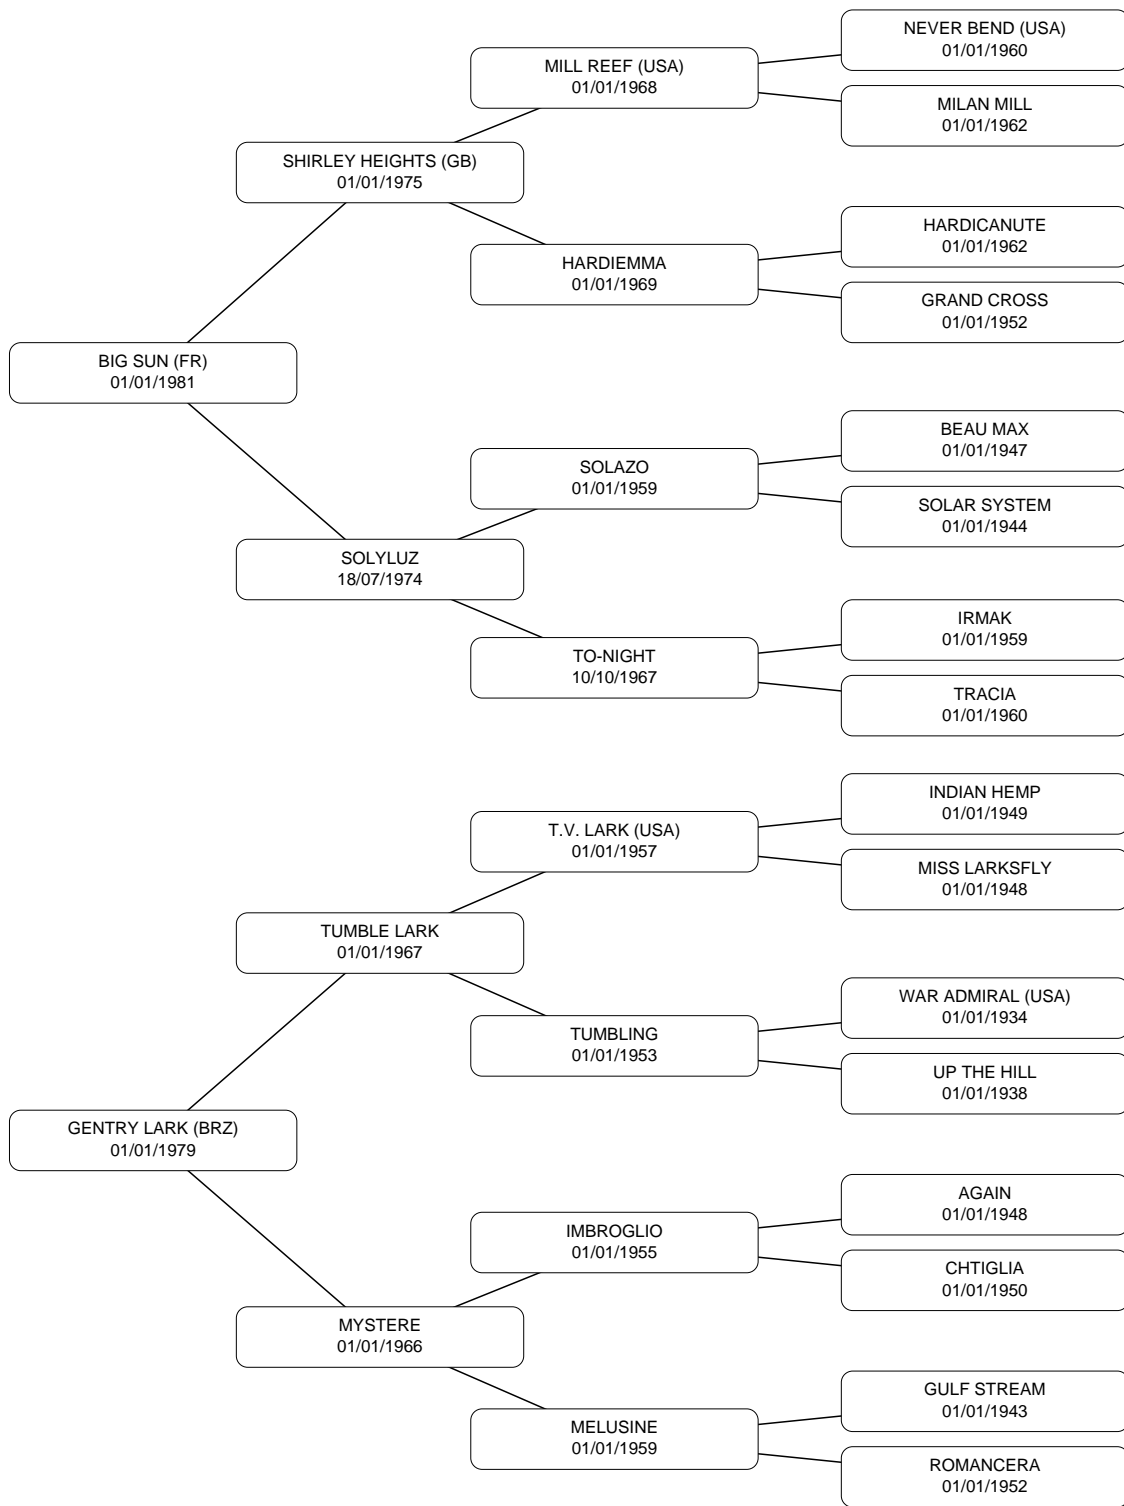 NEVER BEND (USA)
01/01/1960
MILL REEF (USA)
01/01/1968
MILAN MILL
01/01/1962
SHIRLEY HEIGHTS (GB)
01/01/1975
HARDICANUTE
01/01/1962
HARDIEMMA
01/01/1969
GRAND CROSS
01/01/1952
BIG SUN (FR)
01/01/1981
BEAU MAX
01/01/1947
SOLAZO
01/01/1959
SOLAR SYSTEM
01/01/1944
SOLYLUZ
18/07/1974
IRMAK
01/01/1959
TO-NIGHT
10/10/1967
TRACIA
01/01/1960
INDIAN HEMP
01/01/1949
T.V. LARK (USA)
01/01/1957
MISS LARKSFLY
01/01/1948
TUMBLE LARK
01/01/1967
WAR ADMIRAL (USA)
01/01/1934
TUMBLING
01/01/1953
UP THE HILL
01/01/1938
GENTRY LARK (BRZ)
01/01/1979
AGAIN
01/01/1948
IMBROGLIO
01/01/1955
CHTIGLIA
01/01/1950
MYSTERE
01/01/1966
GULF STREAM
01/01/1943
MELUSINE
01/01/1959
ROMANCERA
01/01/1952